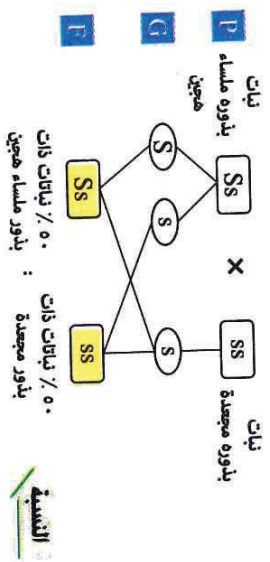 P
نبات
بذوره ملساء
هجين
Ss
×
ss
نبات
بذوره مجعدة
G
S
s
s
F
Ss
ss
٥٠ ٪ نباتات ذات
بذور ملساء هجين
:
٥٠ ٪ نباتات ذات
بذور مجعدة
النسبة